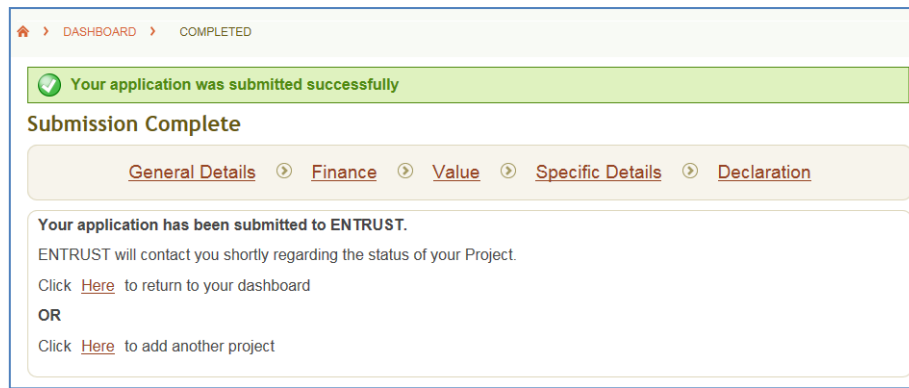 DASHBOARD COMPLETED
Your application was submitted successfully
Submission Complete
General Details Finance Value Specific Details Declaration
Your application has been submitted to ENTRUST.
ENTRUST will contact you shortly regarding the status of your Project.
Click Here to return to your dashboard
OR
Click Here to add another project